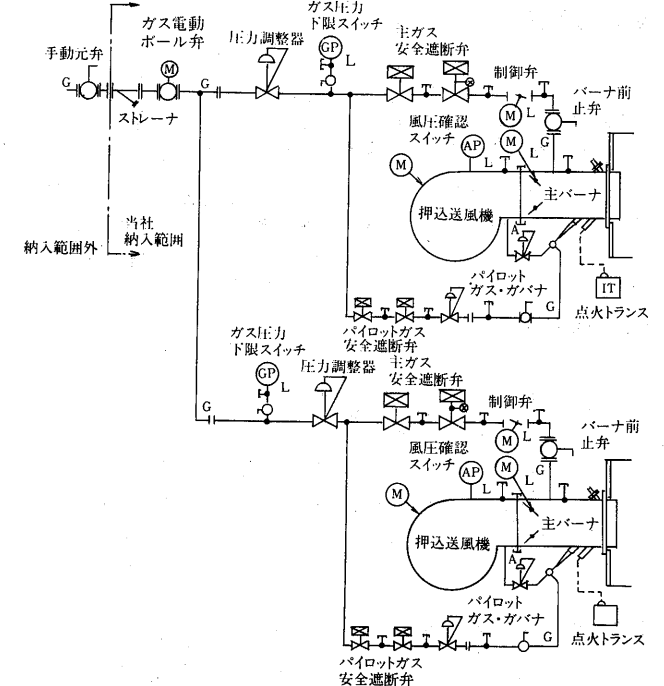 ガス圧力
下限スイッチ
ガス電動
ボール弁
圧力調整器
GP
L
主ガス
安全遮断弁
手動元弁
M
制御弁
バーナ前
止弁
G
G
ストレーナ
風圧確認
スイッチ
M
L
M
AP
L
L
G
M
主バーナ
押込送風機
A
当社
納入範囲
納入範囲外
IT
点火トランス
パイロット
ガス・ガバナ
G
パイロットガス
安全遮断弁
ガス圧力
下限スイッチ
圧力調整器
主ガス
安全遮断弁
GP
L
G
制御弁
バーナ前
止弁
風圧確認
スイッチ
M
L
M
AP
L
L
G
M
主バーナ
押込送風機
A
パイロット
ガス・ガバナ
G
点火トランス
パイロットガス
安全遮断弁